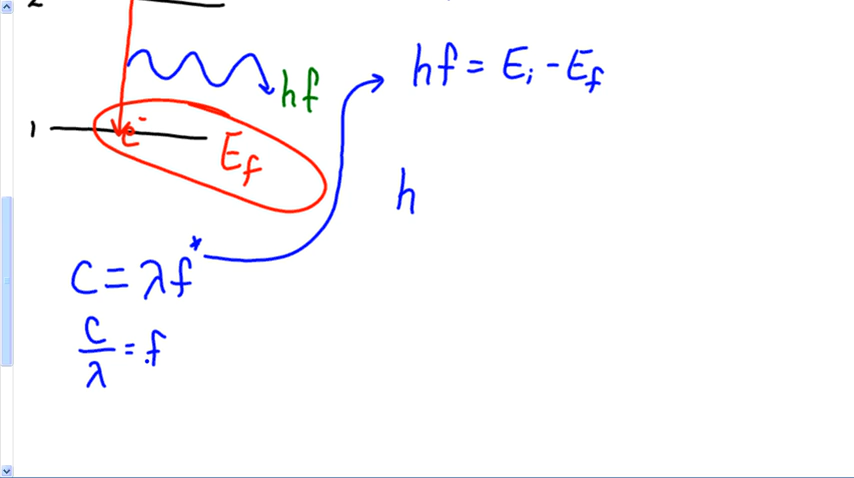 hf
hf = Ei - Ef
1
e-
Ef
h
C = λf*
C/λ = f